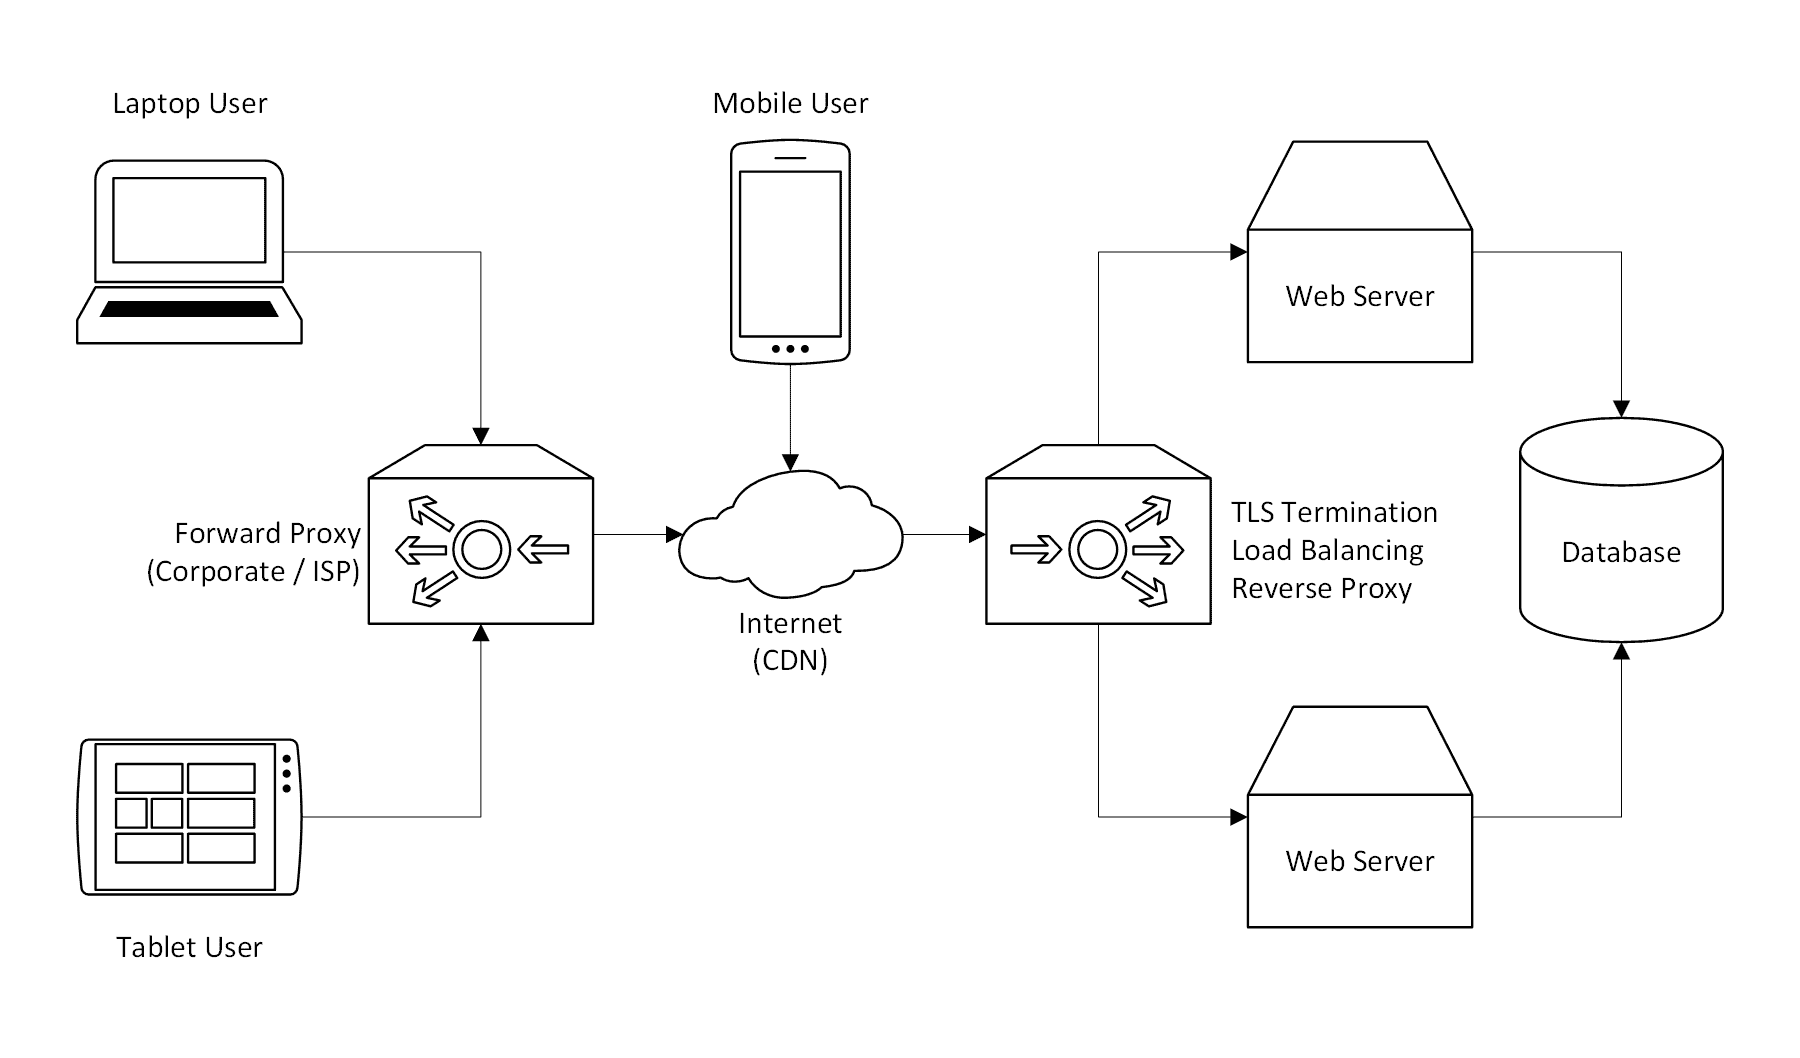 Laptop User
Mobile User
Web Server
Forward Proxy
(Corporate / ISP)
Internet
(CDN)
TLS Termination
Load Balancing
Reverse Proxy
Database
Web Server
Tablet User